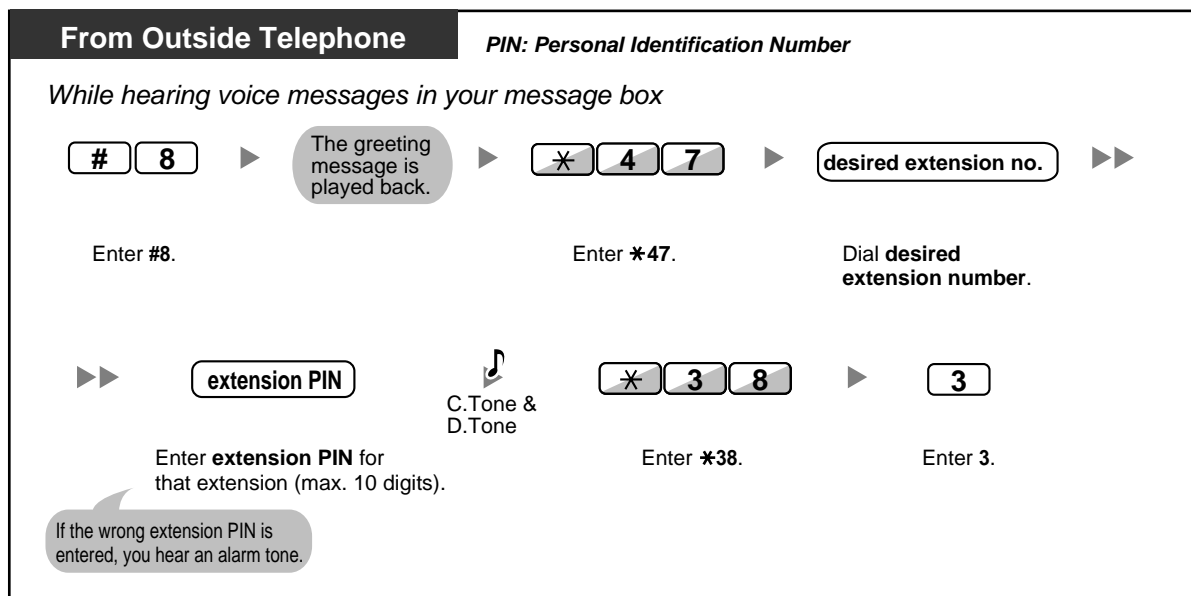 From Outside Telephone
PIN: Personal Identification Number
While hearing voice messages in your message box
# 8
The greeting
message is
played back.
* 4 7
desired extension no.
Enter #8.
Enter *47.
Dial desired
extension number.
extension PIN
C.Tone &
D.Tone
* 3 8
3
Enter extension PIN for
that extension (max. 10 digits).
Enter *38.
Enter 3.
If the wrong extension PIN is
entered, you hear an alarm tone.